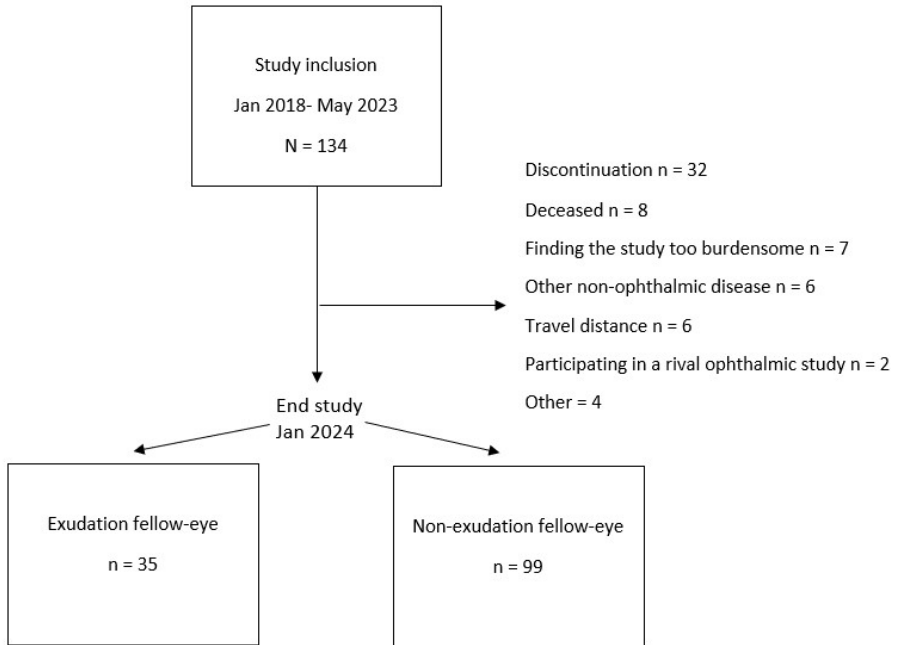 Study inclusion
Jan 2018- May 2023
N = 134
Discontinuation n = 32
Deceased n = 8
Finding the study too burdensome n = 7
Other non-ophthalmic disease n = 6
Travel distance n = 6
Participating in a rival ophthalmic study n = 2
Other = 4
End study
Jan 2024
Exudation fellow-eye
n = 35
Non-exudation fellow-eye
n = 99